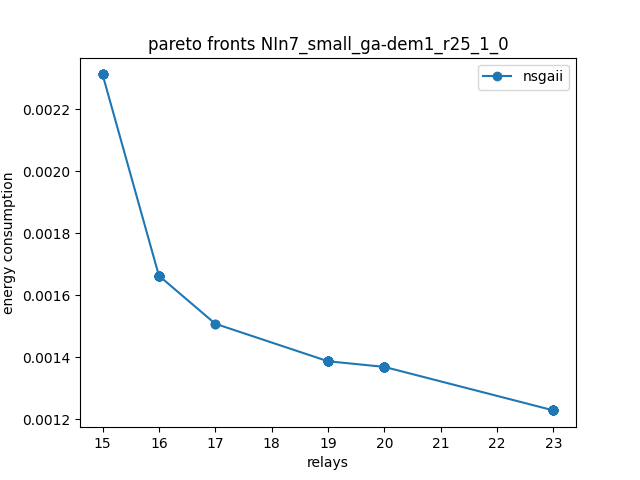 pareto fronts NIn7_small_ga-dem1_r25_1_0
nsgaii
energy consumption
0.0022
0.0020
0.0018
0.0016
0.0014
0.0012
15 16 17 18 19 20 21 22 23
relays